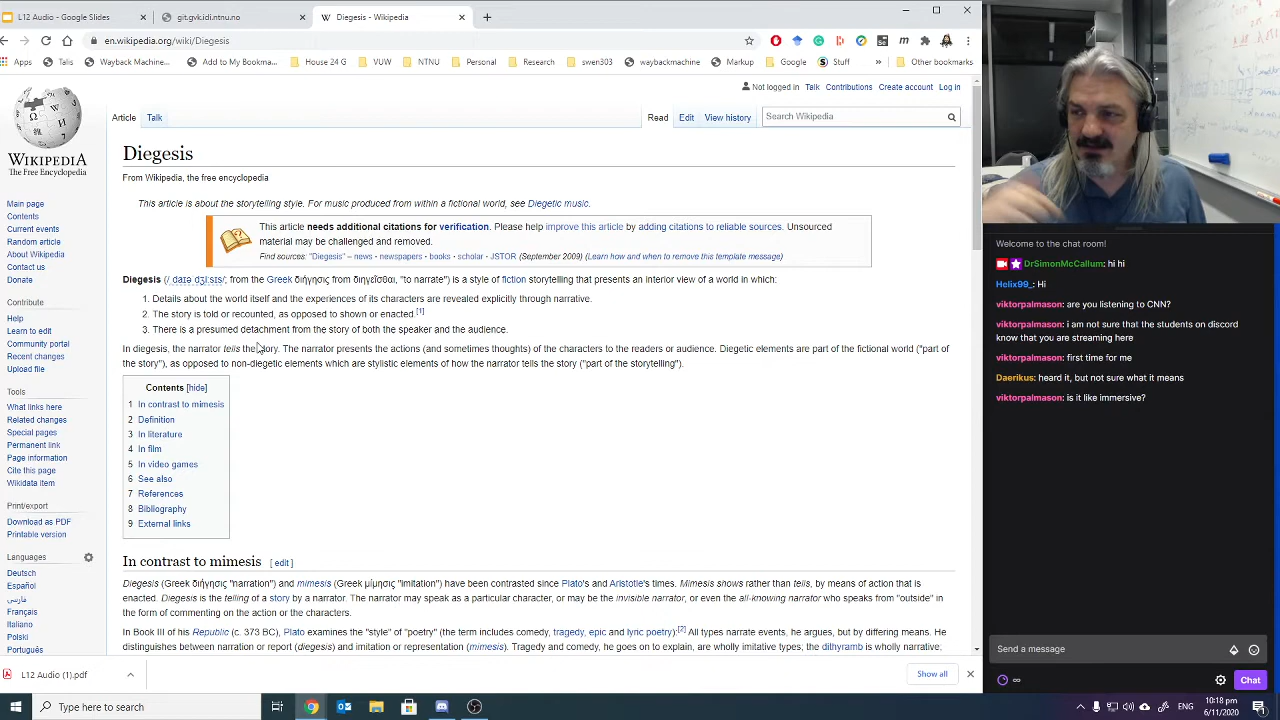 L12 Audio - Google Slides
git.gvk.idi.ntnu.no
W Diegesis - Wikipedia
en.wikipedia.org/wiki/Diegesis
Apps
Talis
Wayback Machine...
Add to My Bookmar...
House 24 G
VUW
NTNU
Personal
Research
swen303
waybackmachine
Google
Stuff
»
Other bookmarks
Not logged in Talk Contributions Create account Log in
Article Talk
Read Edit View history
Search Wikipedia
WIKIPEDIA
The Free Encyclopedia
Main page
Contents
Current events
Random article
About Wikipedia
Contact us
Donate
Contribute
Help
Learn to edit
Community portal
Recent changes
Upload file
Tools
What links here
Related changes
Special pages
Permanent link
Page information
Cite this page
Wikidata item
Print/export
Download as PDF
Printable version
Languages
Deutsch
Español
فارسی
Français
Italiano
Polski
Português
Diegesis
From Wikipedia, the free encyclopedia
This article is about the storytelling style. For music produced from within a fictional world, see Diegetic music.
This article needs additional citations for verification. Please help improve this article by adding citations to reliable sources. Unsourced
material may be challenged and removed.
Find sources: "Diegesis" – news · newspapers · books · scholar · JSTOR (September 2009) (Learn how and when to remove this template message)
Diegesis (/ˌdaɪəˈdʒiːsɪs/; from the Greek διήγησις, from διηγεῖσθαι, "to narrate") is a style of fiction storytelling that presents an interior view of a world in which:
1. Details about the world itself and the experiences of its characters are revealed explicitly through narrative.
2. The story is told or recounted, as opposed to shown or enacted.[1]
3. There is a presumed detachment from the story of both the speaker and the audience.
In diegesis, the narrator tells the story. The narrator presents the actions (and sometimes thoughts) of the characters to the readers or audience. Diegetic elements are part of the fictional world ("part of
the story"), as opposed to non-diegetic elements which are stylistic elements of how the narrator tells the story ("part of the storytelling").
Contents [hide]
1 In contrast to mimesis
2 Definition
3 In literature
4 In film
5 In video games
6 See also
7 References
8 Bibliography
9 External links
In contrast to mimesis [ edit ]
Diegesis (Greek διήγησις "narration") and mimesis (Greek μίμησις "imitation") have been contrasted since Plato's and Aristotle's times. Mimesis shows rather than tells, by means of action that is
enacted. Diegesis is the telling of a story by a narrator. The narrator may speak as a particular character, or may be the invisible narrator, or even the all-knowing narrator who speaks from "outside" in
the form of commenting on the action or the characters.
In Book III of his Republic (c. 373 BC), Plato examines the "style" of "poetry" (the term includes comedy, tragedy, epic and lyric poetry):[2] All types narrate events, he argues, but by differing means. He
distinguishes between narration or report (diegesis) and imitation or representation (mimesis). Tragedy and comedy, he goes on to explain, are wholly imitative types; the dithyramb is wholly narrative;
Welcome to the chat room!
DrSimonMcCallum: hi hi
Helix99_: Hi
viktorpalmason: are you listening to CNN?
viktorpalmason: i am not sure that the students on discord
know that you are streaming here
viktorpalmason: first time for me
Daerikus: heard it, but not sure what it means
viktorpalmason: is it like immersive?
Send a message
∞
Chat
L12 Audio (1).pdf
Show all
Type here to search
ENG
10:18 pm
6/11/2020